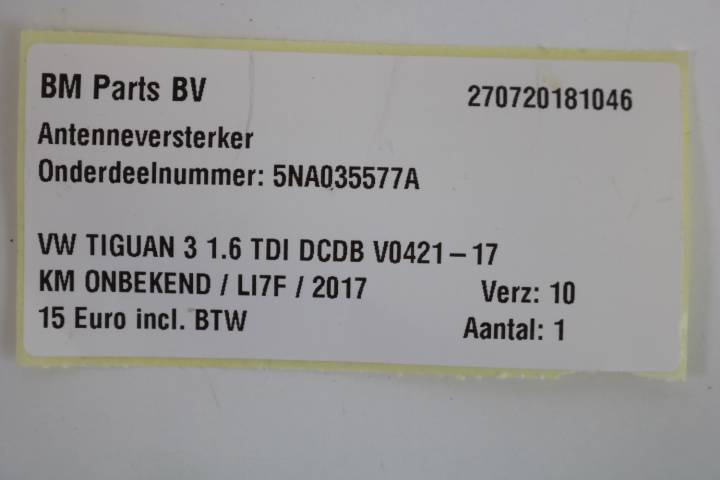 BM Parts BV 270720181046
Antenneversterker
Onderdeelnummer: 5NA035577A
VW TIGUAN 3 1.6 TDI DCDB V0421-17
KM ONBEKEND / LI7F / 2017 Verz: 10
15 Euro incl. BTW Aantal: 1